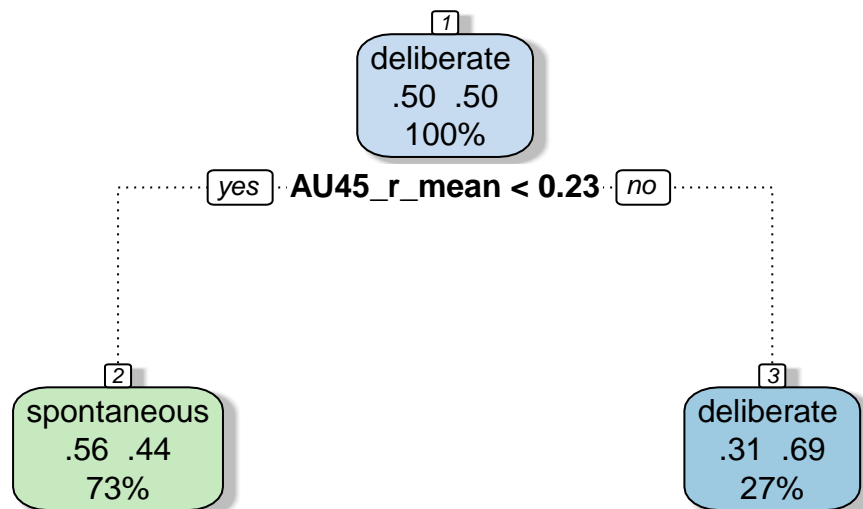 1
deliberate
.50 .50
100%
yes AU45_r_mean < 0.23 no
2
spontaneous
.56 .44
73%
3
deliberate
.31 .69
27%